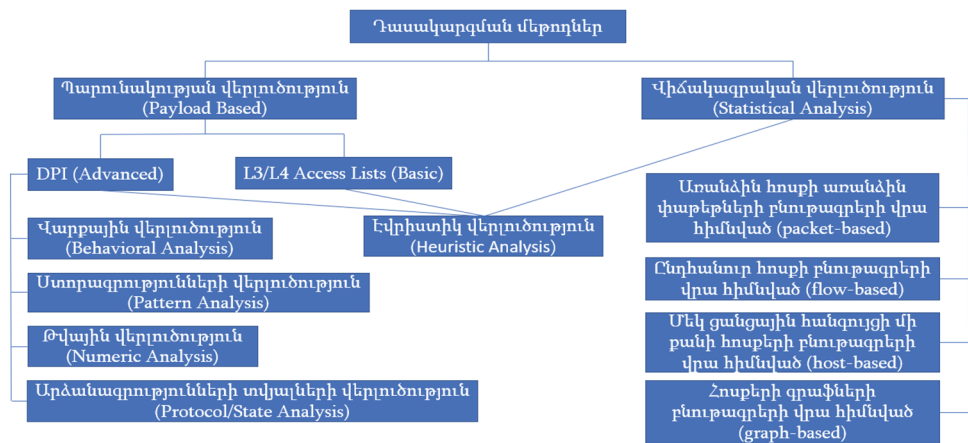 Դասակարգման մեթոդներ
Պարունակության վերլուծություն
(Payload Based)
Վիճակագրական վերլուծություն
(Statistical Analysis)
DPI (Advanced)
L3/L4 Access Lists (Basic)
Էվրիստիկ վերլուծություն
(Heuristic Analysis)
Վարքային վերլուծություն
(Behavioral Analysis)
Ստորագրությունների վերլուծություն
(Pattern Analysis)
Թվային վերլուծություն
(Numeric Analysis)
Արձանագրությունների տվյալների վերլուծություն
(Protocol/State Analysis)
Առանձին հոսքի առանձին
փաթեթների բնութագրերի վրա
հիմնված (packet-based)
Ընդհանուր հոսքի բնութագրերի
վրա հիմնված (flow-based)
Մեկ ցանցային հանգույցի մի
քանի հոսքերի բնութագրերի
վրա հիմնված (host-based)
Հոսքերի գրաֆների
բնութագրերի վրա հիմնված
(graph-based)